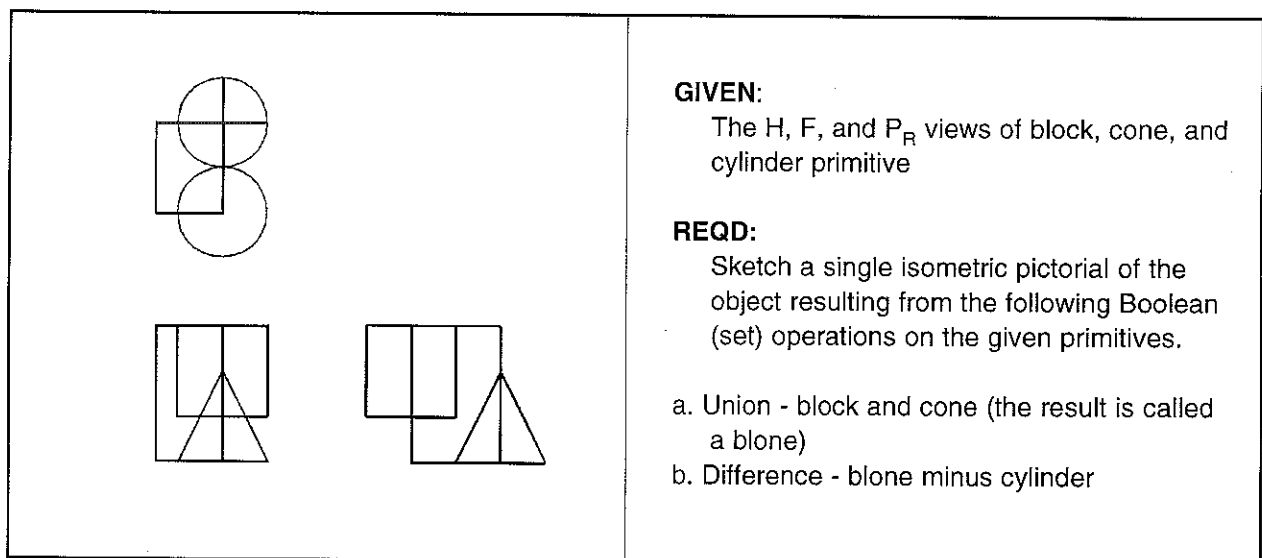 GIVEN:
The H, F, and P_R views of block, cone, and
cylinder primitive
REQD:
Sketch a single isometric pictorial of the
object resulting from the following Boolean
(set) operations on the given primitives.
a. Union - block and cone (the result is called
a blone)
b. Difference - blone minus cylinder